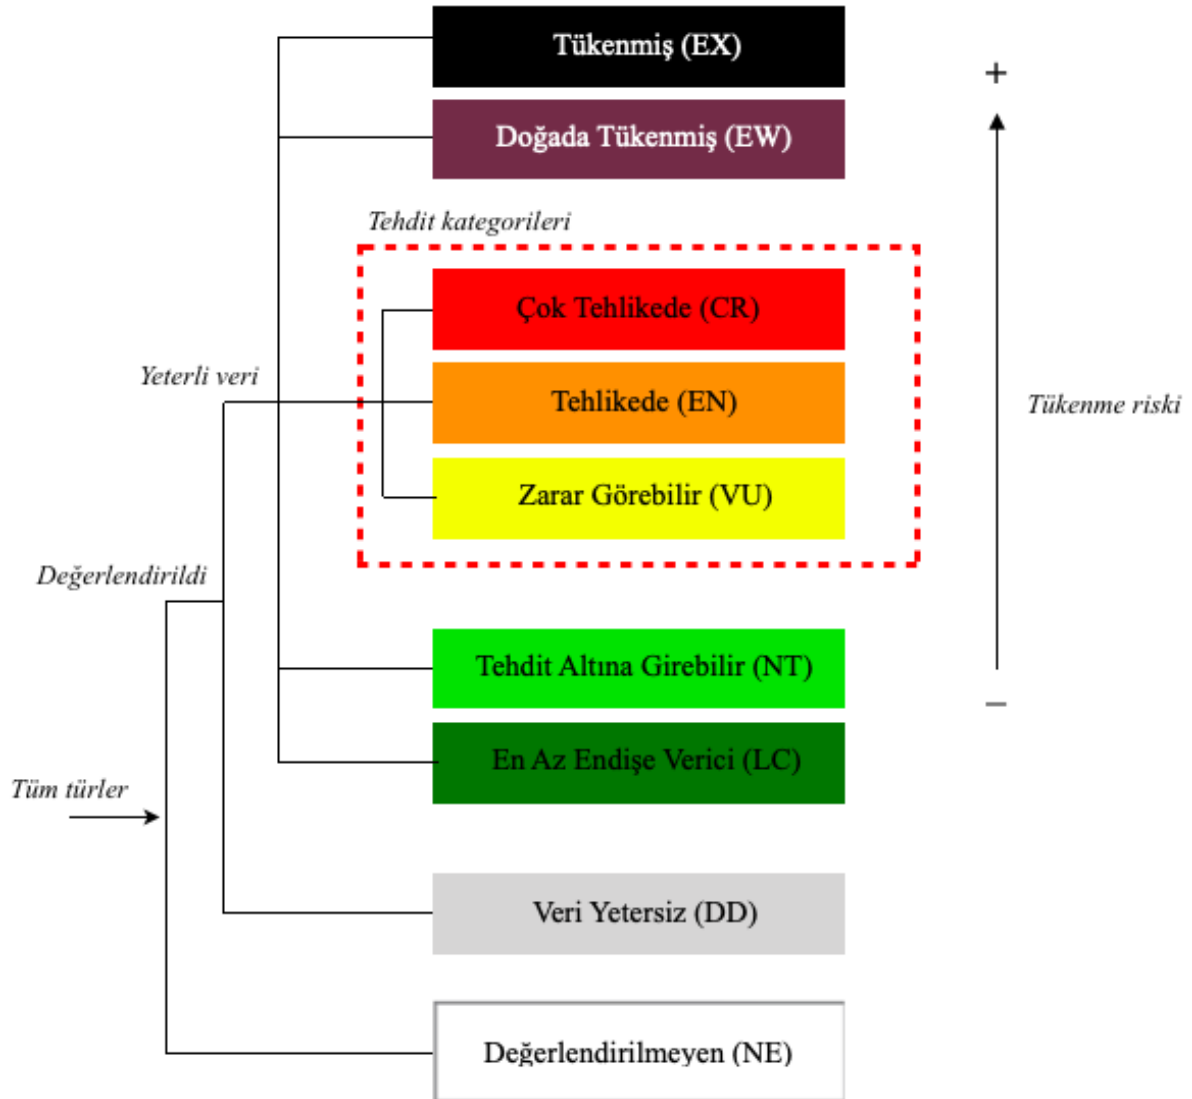 Tükenmiş (EX)
+
Doğada Tükenmiş (EW)
Tehdit kategorileri
Çok Tehlikede (CR)
Yeterli veri
Tehlikede (EN)
Tükenme riski
Zarar Görebilir (VU)
Değerlendirildi
Tehdit Altına Girebilir (NT)
–
En Az Endişe Verici (LC)
Tüm türler
Veri Yetersiz (DD)
Değerlendirilmeyen (NE)